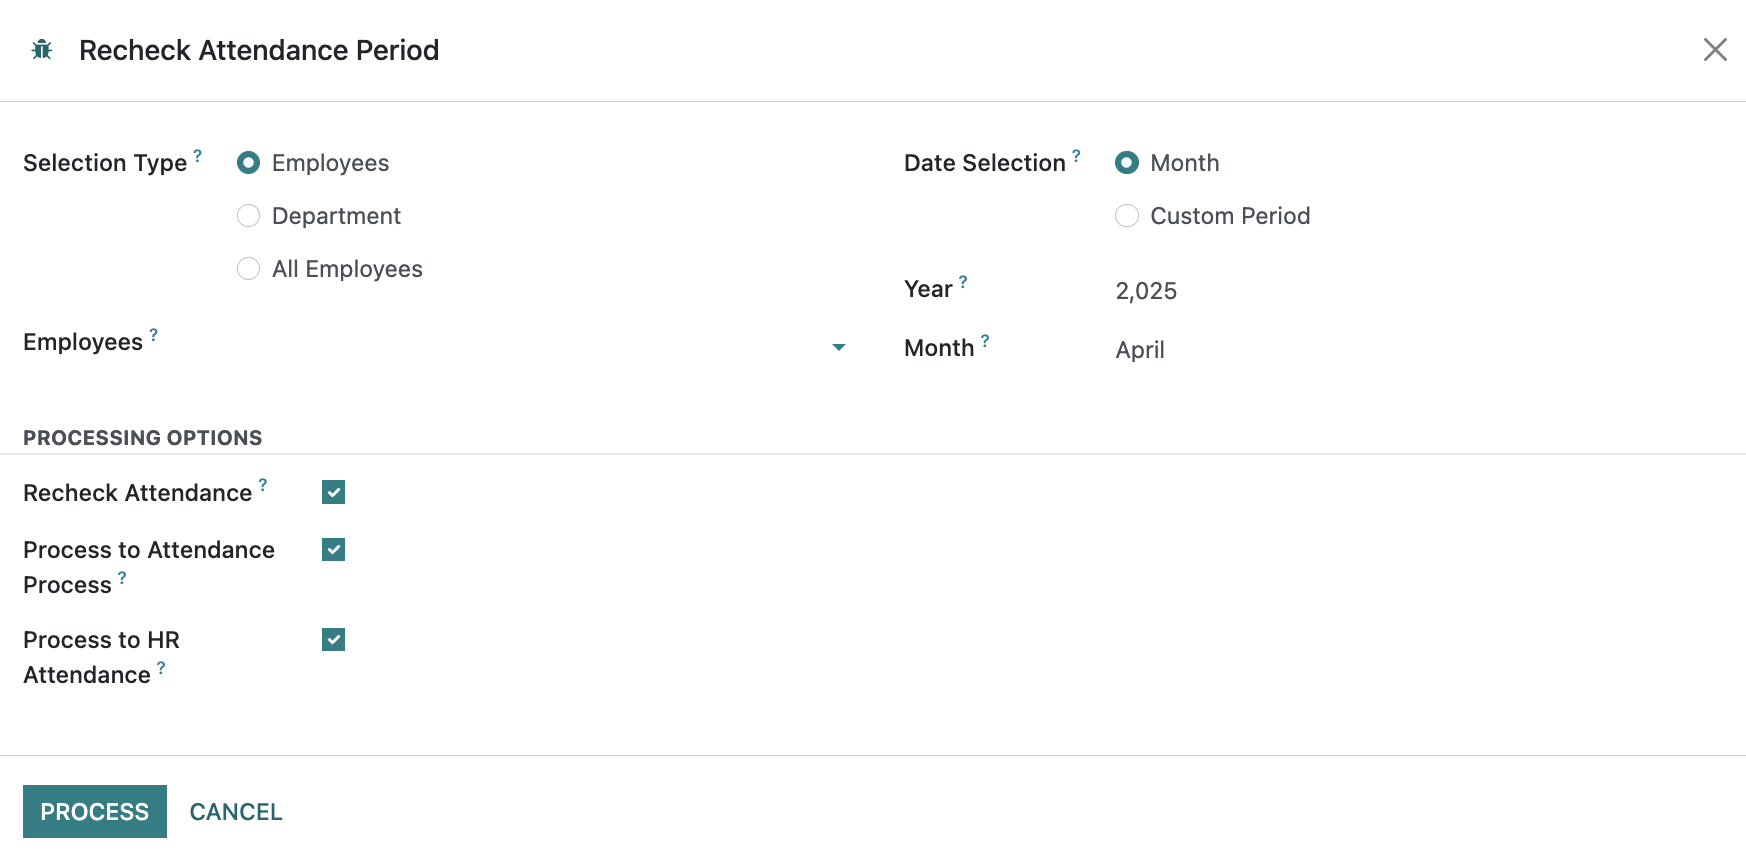 Recheck Attendance Period
Selection Type ?
Employees
Department
All Employees
Employees ?
Date Selection ?
Month
Custom Period
Year ?
2,025
Month ?
April
PROCESSING OPTIONS
Recheck Attendance ?
Process to Attendance
Process ?
Process to HR
Attendance ?
PROCESS
CANCEL